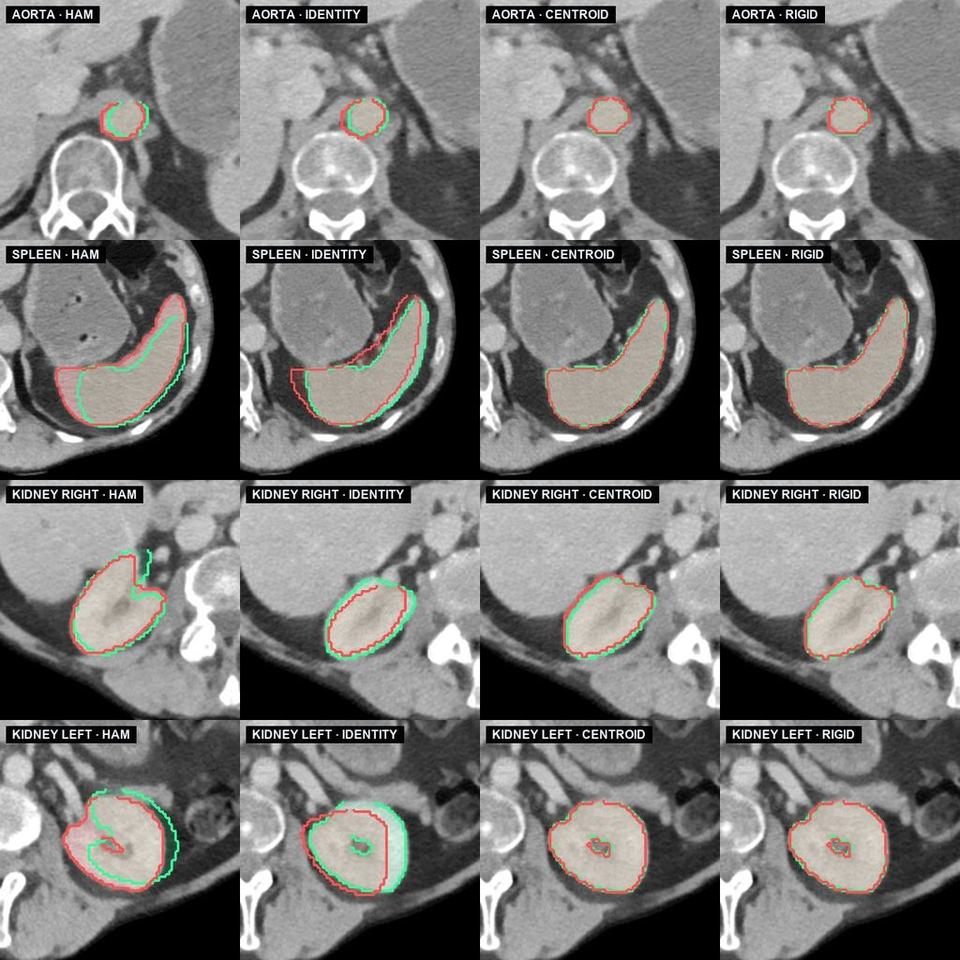 AORTA · HAM
AORTA · IDENTITY
AORTA · CENTROID
AORTA · RIGID
SPLEEN · HAM
SPLEEN · IDENTITY
SPLEEN · CENTROID
SPLEEN · RIGID
KIDNEY RIGHT · HAM
KIDNEY RIGHT · IDENTITY
KIDNEY RIGHT · CENTROID
KIDNEY RIGHT · RIGID
KIDNEY LEFT · HAM
KIDNEY LEFT · IDENTITY
KIDNEY LEFT · CENTROID
KIDNEY LEFT · RIGID